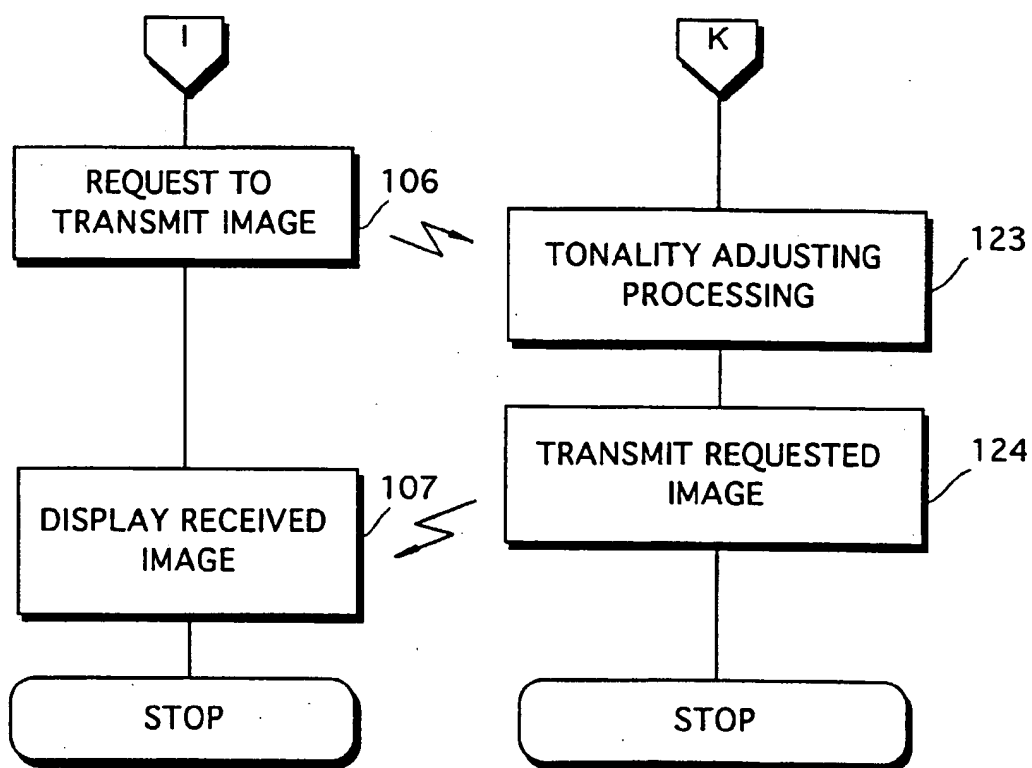 I
K
REQUEST TO
TRANSMIT IMAGE
106
TONALITY ADJUSTING
PROCESSING
123
TRANSMIT REQUESTED
IMAGE
124
DISPLAY RECEIVED
IMAGE
107
STOP
STOP